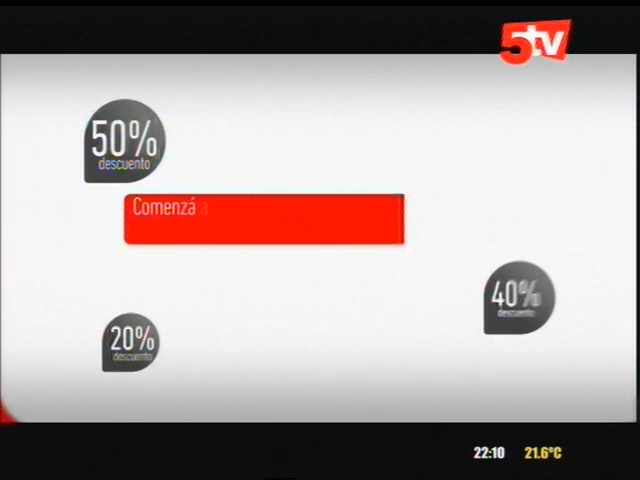 5tv
50%
descuento
Comenzá a
40%
descuento
20%
descuento
22:10 21.6°C